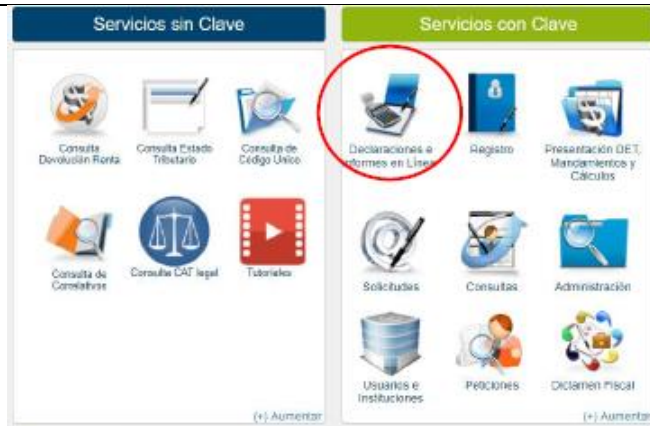 Servicios sin Clave
Servicios con Clave
Consulta
Devolución Renta
Consulta Estado
Tributario
Consulta de
Código Unico
Consulta de
Correlativos
Consulta CAT legal
Tutoriales
(+) Aumentar
Declaraciones e
nformes en Línea
Registro
Presentación DET,
Mandamientos y
Cálculos
Solicitudes
Consultas
Administración
Usuarios e
Instituciones
Peticiones
Dictamen Fiscal
(+) Aumentar